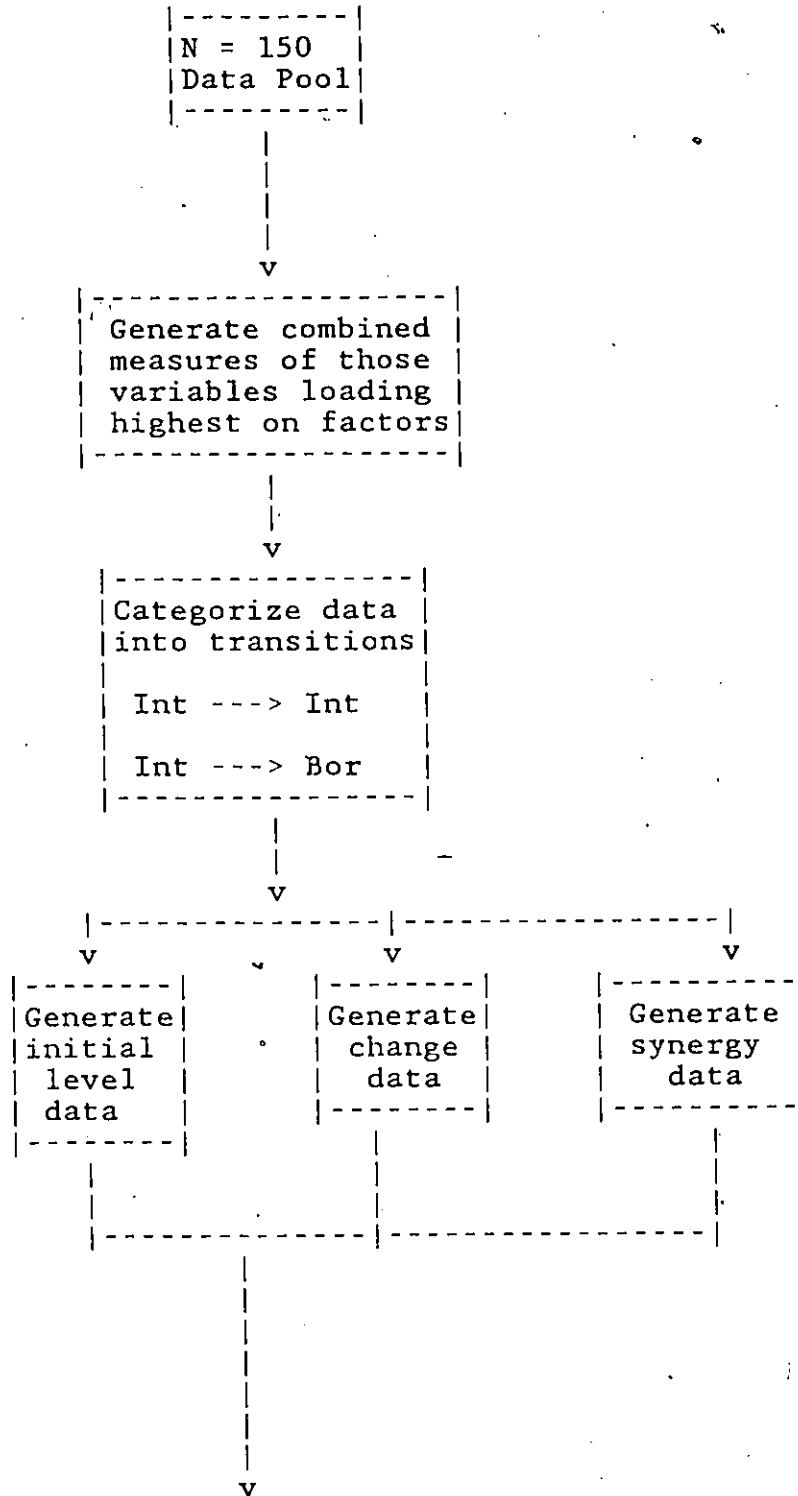 N = 150
Data Pool
v
Generate combined
measures of those
variables loading
highest on factors
v
Categorize data
into transitions
Int ---> Int
Int ---> Bor
v
v v v
Generate
initial
level
data
Generate
change
data
Generate
synergy
data
v